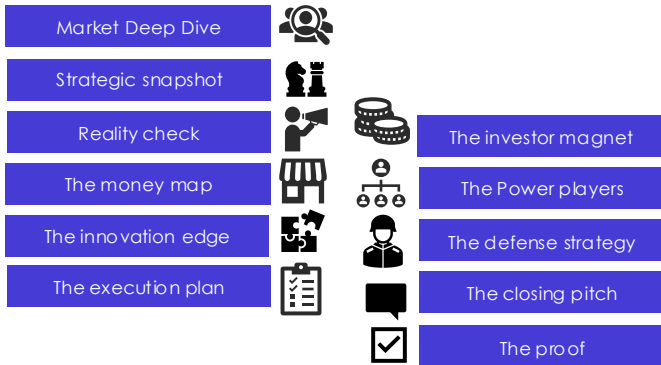 Market Deep Dive
Strategic snapshot
Reality check
The money map
The innovation edge
The execution plan
The investor magnet
The Power players
The defense strategy
The closing pitch
The proof